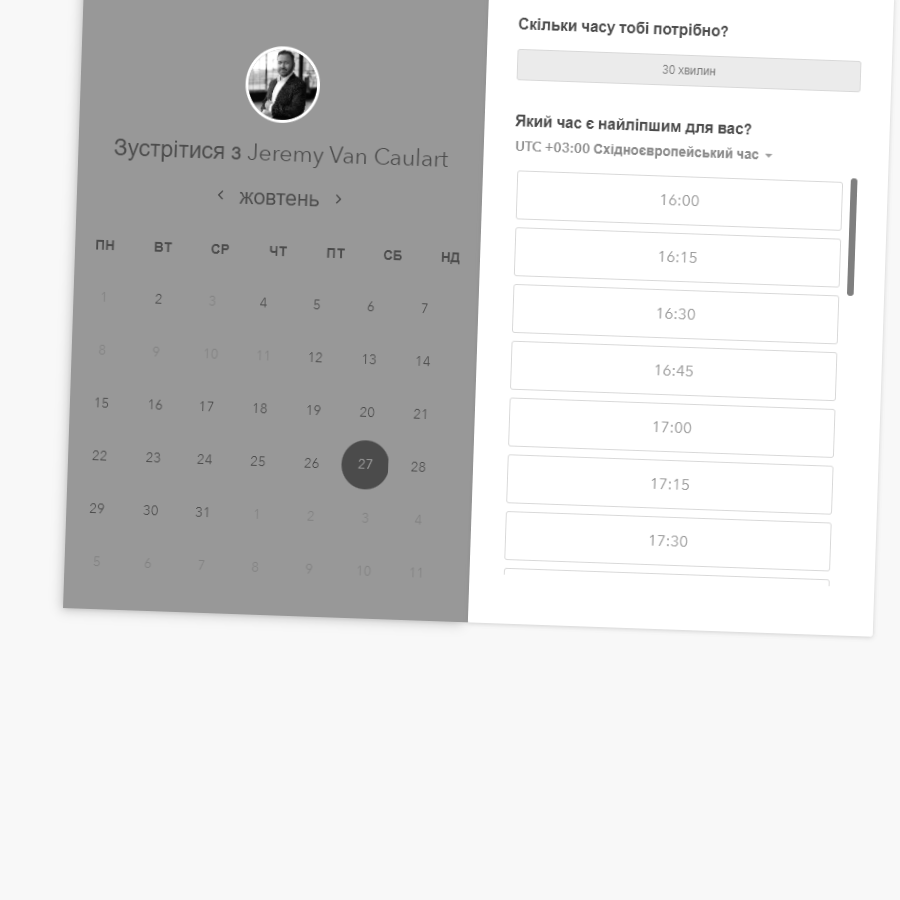 Зустрітися з Jeremy Van Caulart
жовтень
ПН ВТ СР ЧТ ПТ СБ НД
1 2 3 4 5 6 7
8 9 10 11 12 13 14
15 16 17 18 19 20 21
22 23 24 25 26 27 28
29 30 31 1 2 3 4
5 6 7 8 9 10 11
Скільки часу тобі потрібно?
30 хвилин
Який час є найліпшим для вас?
UTC +03:00 Східноєвропейський час
16:00
16:15
16:30
16:45
17:00
17:15
17:30